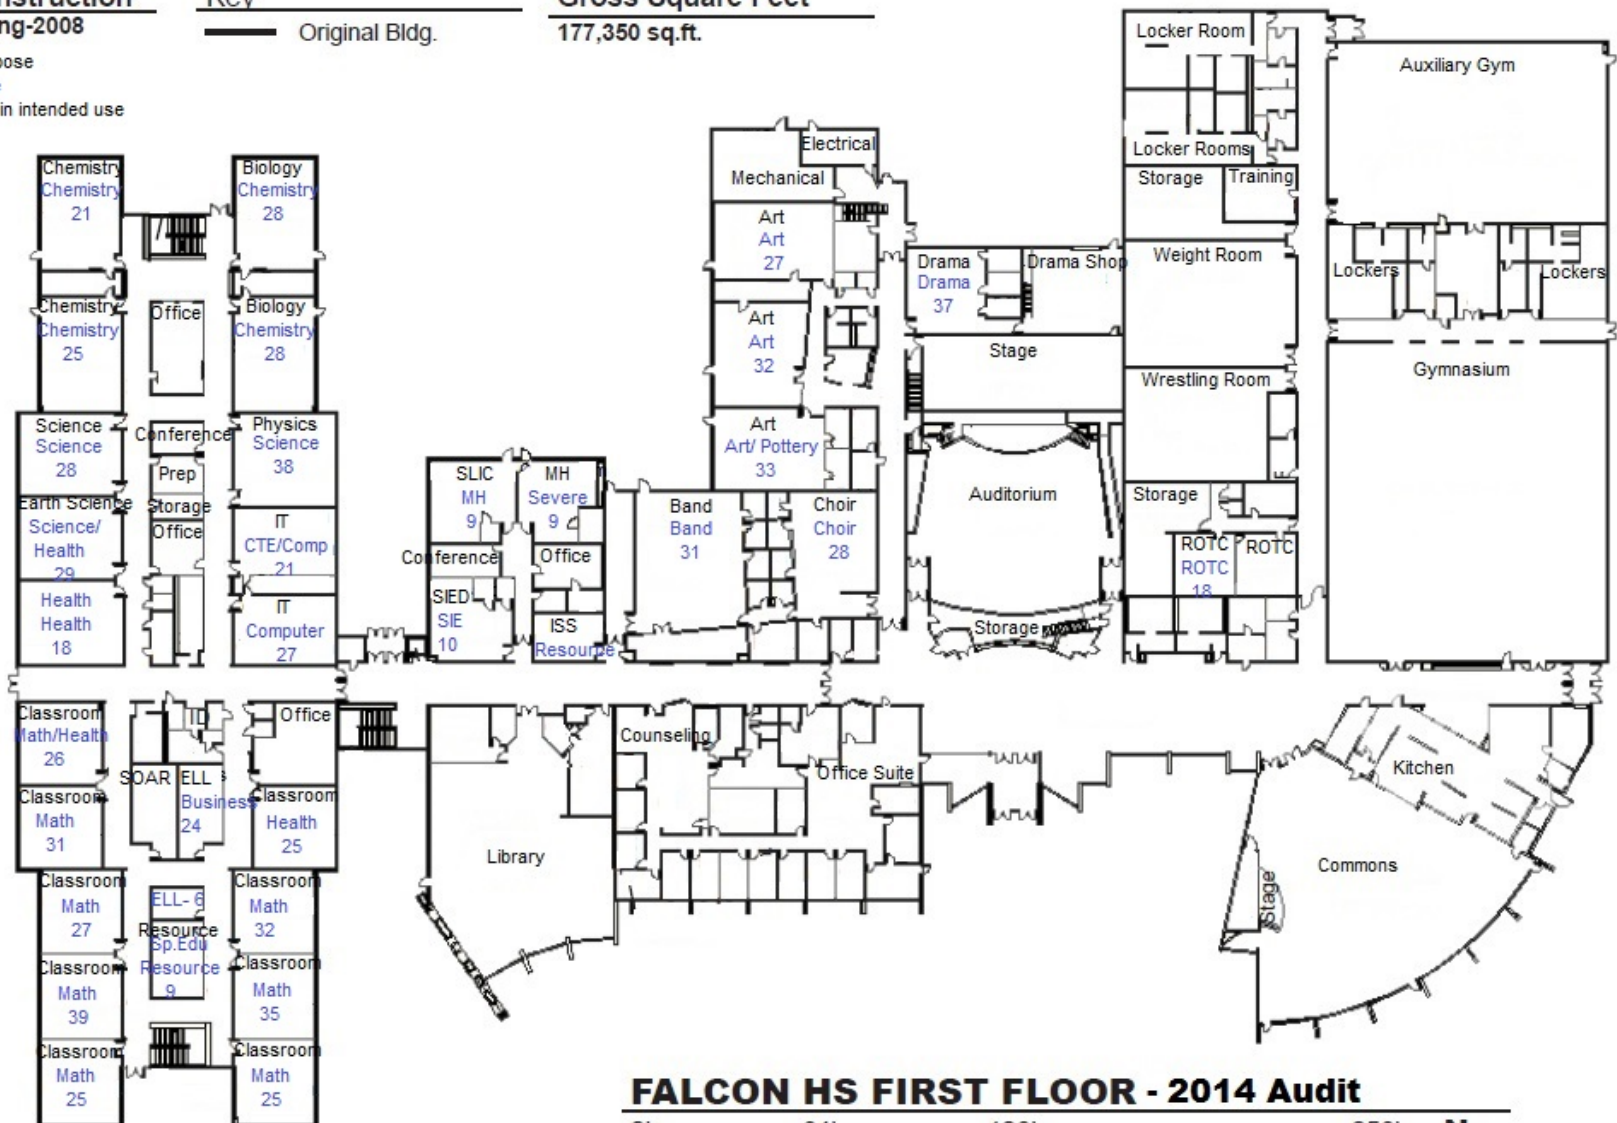 Original Bldg.
177,350 sq.ft.
in intended use
Locker Room
Auxiliary Gym
Electrical
Mechanical
Locker Rooms
Storage
Training
Chemistry
Chemistry
21
Biology
Chemistry
28
Art
Art
27
Drama
Drama
37
Drama Shop
Weight Room
Lockers
Lockers
Chemistry
Chemistry
25
Office
Biology
Chemistry
28
Art
Art
32
Stage
Wrestling Room
Gymnasium
Science
Science
28
Conference
Prep
Storage
Office
Physics
Science
38
Art
Art/ Pottery
33
Auditorium
Earth Science
Science/
Health
29
IT
CTE/Comp
21
SLIC
MH
9
MH
Severe
9
Band
Band
31
Choir
Choir
28
Storage
ROTC
ROTC
18
ROTC
Conference
Office
Health
Health
18
IT
Computer
27
SIED
SIE
10
ISS
Resource
Storage
Classroom
Math/Health
26
Office
Counseling
Office Suite
Kitchen
SOAR
ELL
Business
24
Classroom
Math
31
Classroom
Health
25
Library
Commons
Stage
Classroom
Math
27
ELL- 6
Resource
Sp.Edu
Resource
9
Classroom
Math
32
Classroom
Math
39
Classroom
Math
35
Classroom
Math
25
Classroom
Math
25
FALCON HS FIRST FLOOR - 2014 Audit